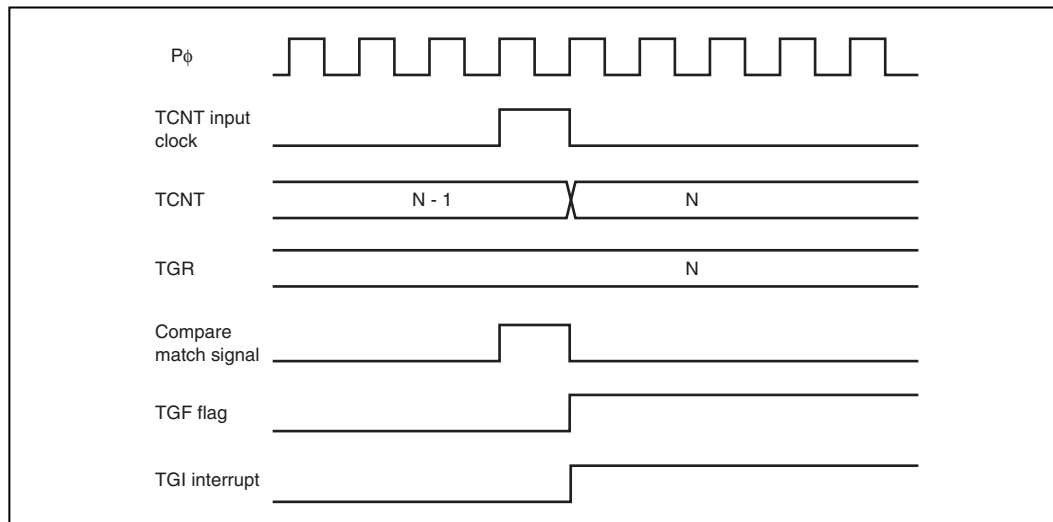 Pϕ
TCNT input
clock
TCNT
N - 1
N
TGR
N
Compare
match signal
TGF flag
TGI interrupt